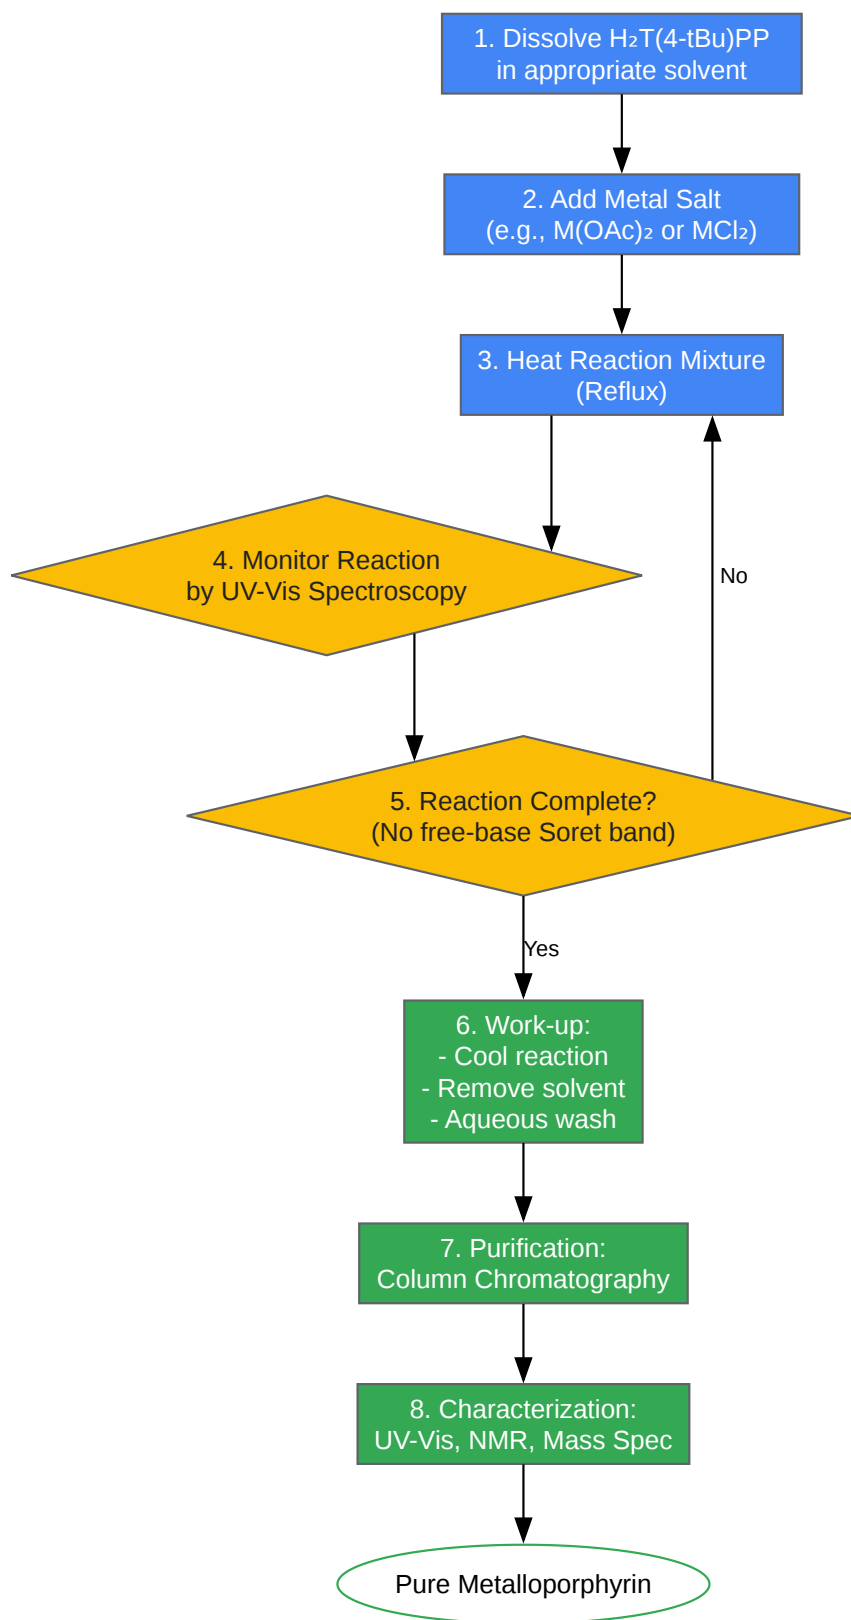 1. Dissolve H₂T(4-tBu)PP
in appropriate solvent
2. Add Metal Salt
(e.g., M(OAc)₂ or MCl₂)
3. Heat Reaction Mixture
(Reflux)
4. Monitor Reaction
by UV-Vis Spectroscopy
No
5. Reaction Complete?
(No free-base Soret band)
Yes
6. Work-up:
- Cool reaction
- Remove solvent
- Aqueous wash
7. Purification:
Column Chromatography
8. Characterization:
UV-Vis, NMR, Mass Spec
Pure Metalloporphyrin